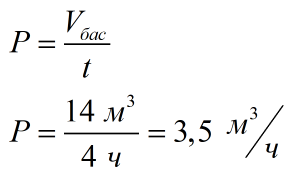 P = V_бас / t
P = 14 м³ / 4 ч = 3,5 м³/ч